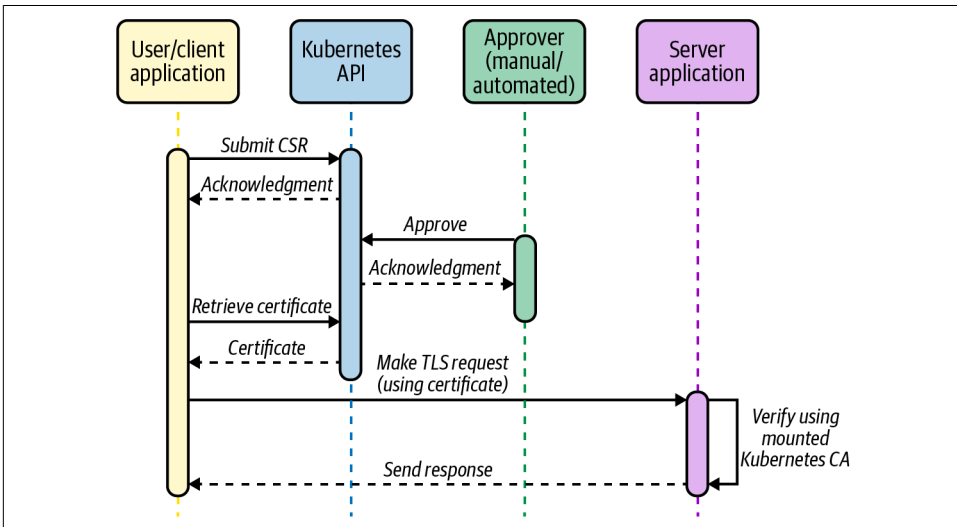 User/client
application
Kubernetes
API
Approver
(manual/
automated)
Server
application
Submit CSR
Acknowledgment
Approve
Acknowledgment
Retrieve certificate
Certificate
Make TLS request
(using certificate)
Verify using
mounted
Kubernetes CA
Send response